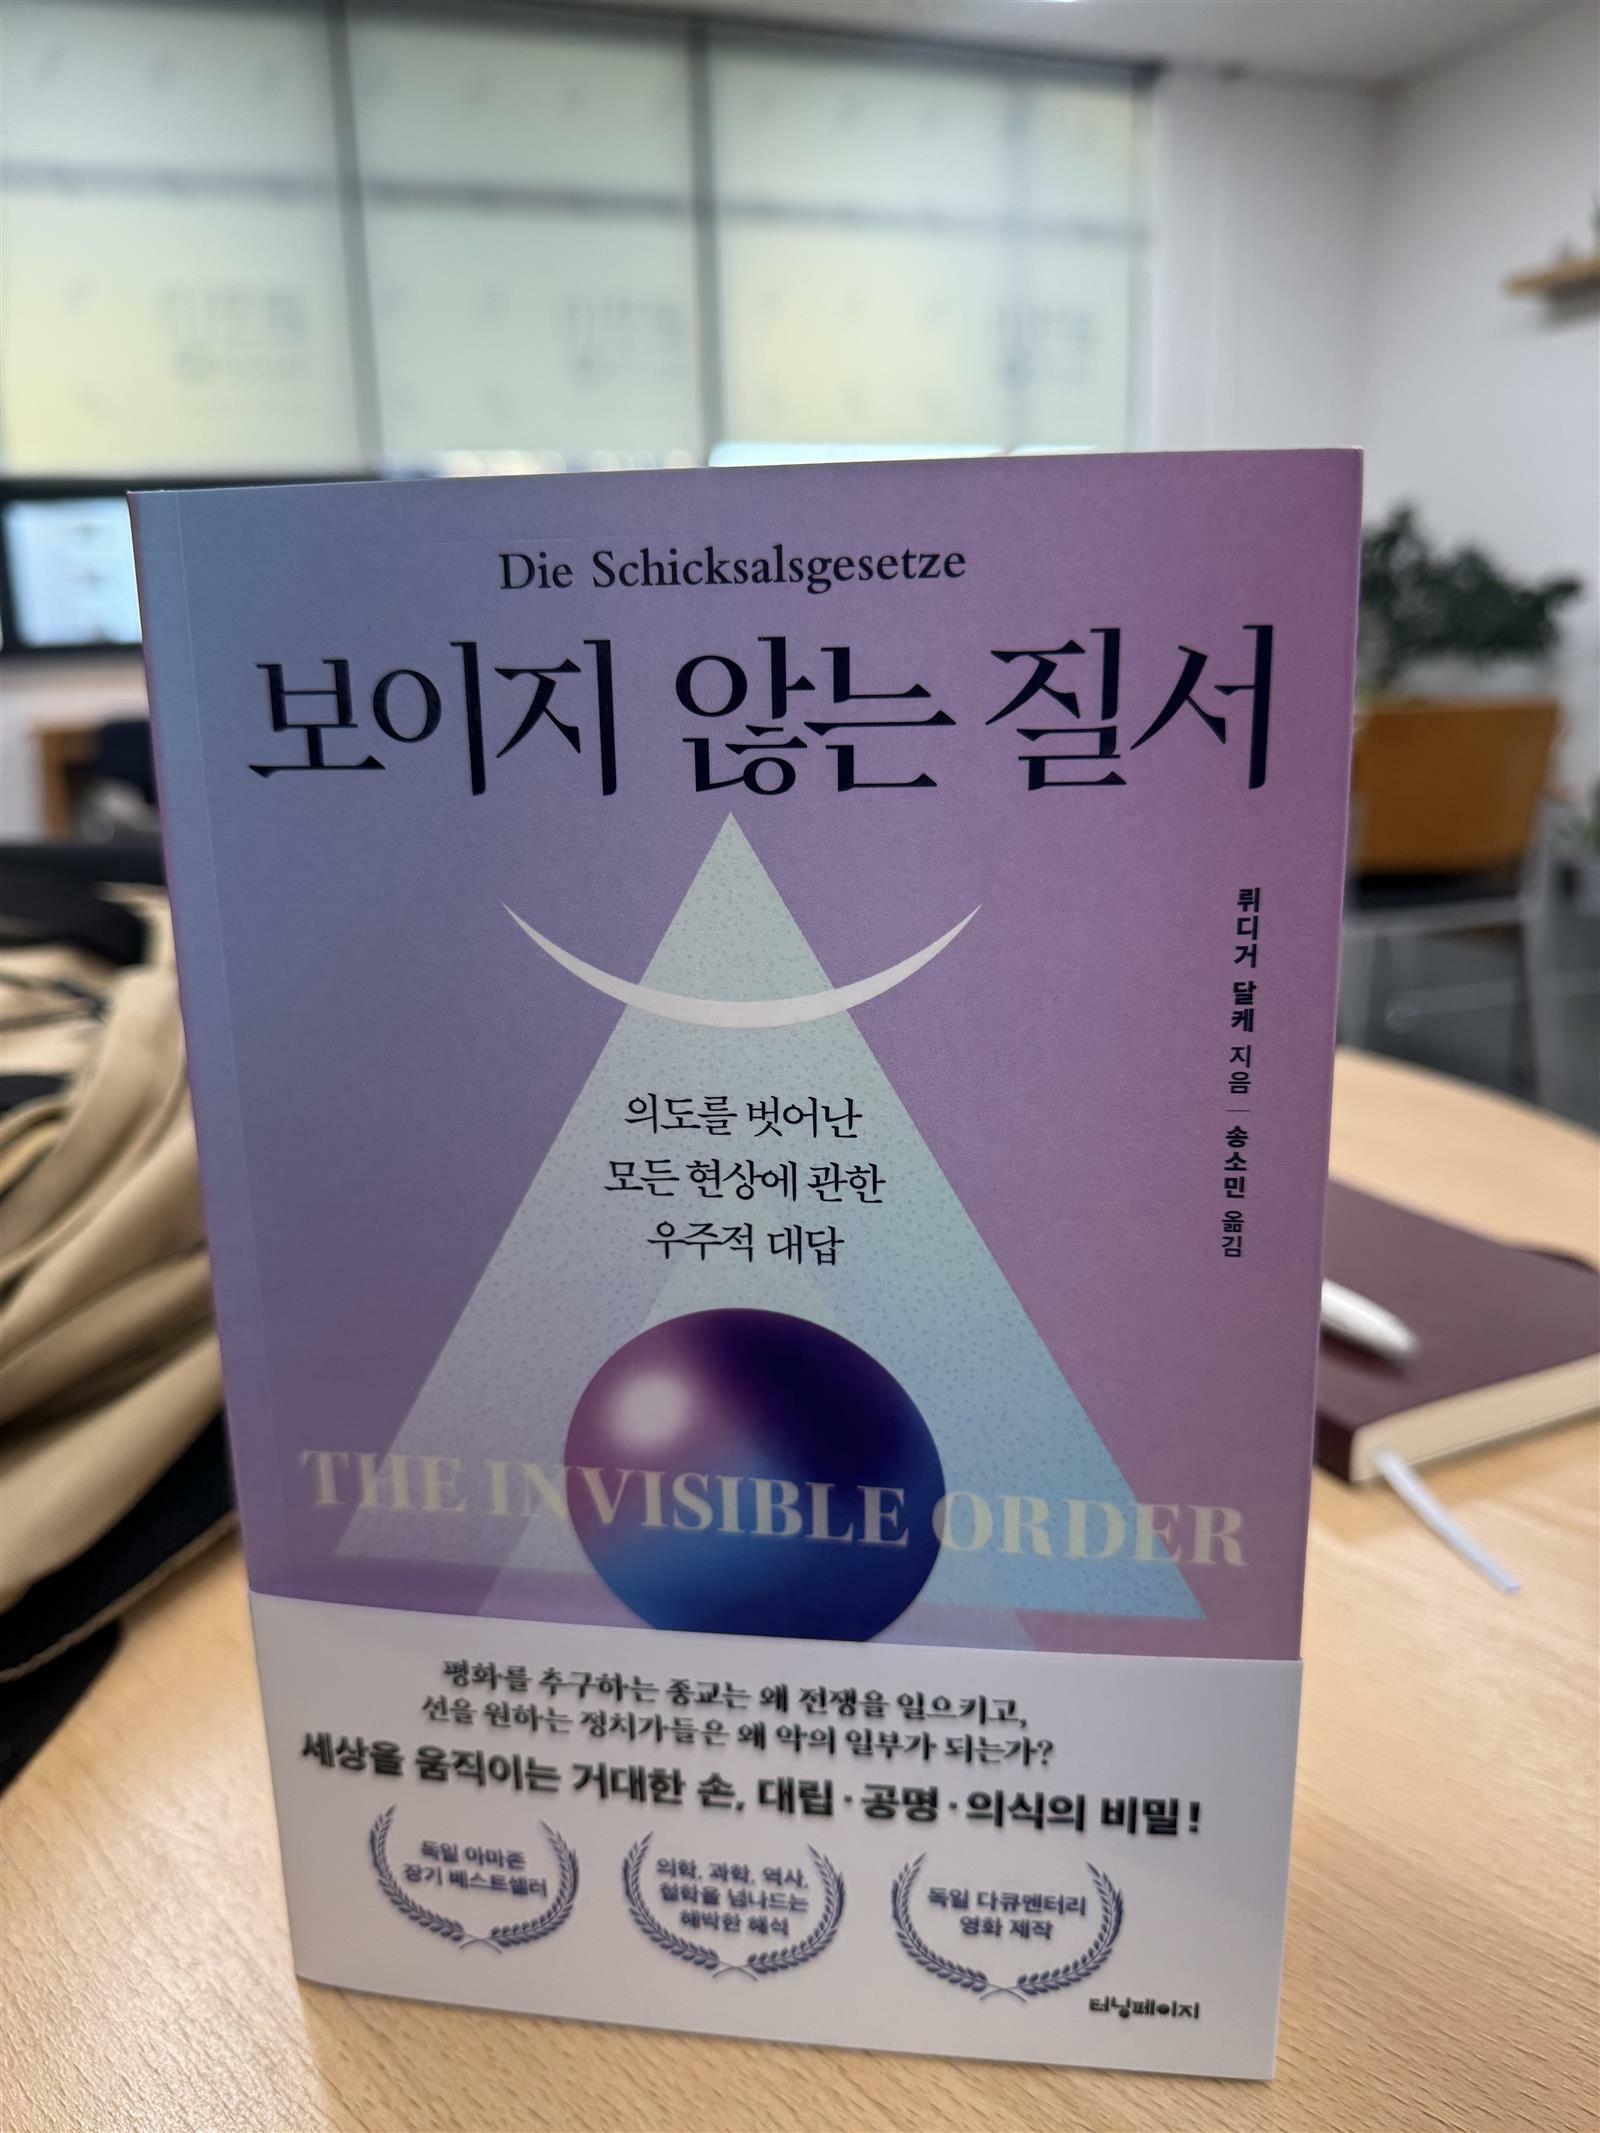 Die Schicksalsgesetze
보이지 않는 질서
뤼디거 달케 지음 | 송소민 옮김
의도를 벗어난
모든 현상에 관한
우주적 대답
THE INVISIBLE ORDER
평화를 추구하는 종교는 왜 전쟁을 일으키고,
선을 원하는 정치가들은 왜 악의 일부가 되는가?
세상을 움직이는 거대한 손, 대립·공명·의식의 비밀!
독일 아마존
장기 베스트셀러
의학, 과학, 역사,
철학을 넘나드는
해박한 해석
독일 다큐멘터리
영화 제작
터닝페이지